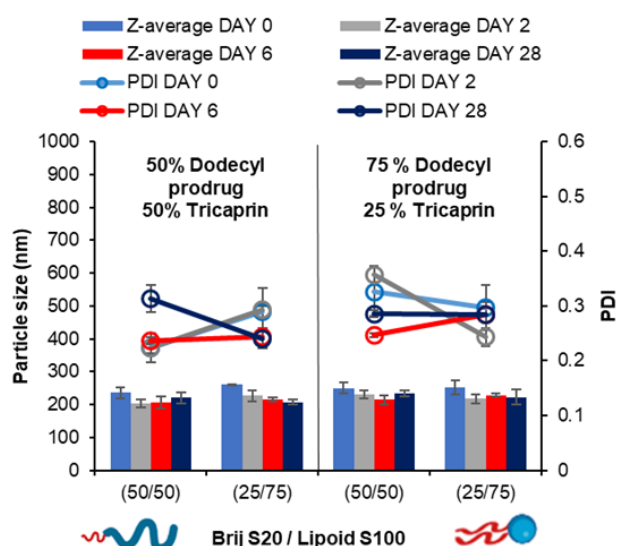 Z-average DAY 0 Z-average DAY 2
Z-average DAY 6 Z-average DAY 28
PDI DAY 0 PDI DAY 2
PDI DAY 6 PDI DAY 28
1000 0.6
50% Dodecyl prodrug 50% Tricaprin
75 % Dodecyl prodrug 25 % Tricaprin
900
800 0.5
700
600 0.4
500 0.3
400
300 0.2
200 0.1
100
0 0
Particle size (nm)
PDI
(50/50) (25/75) (50/50) (25/75)
Brij S20 / Lipoid S100